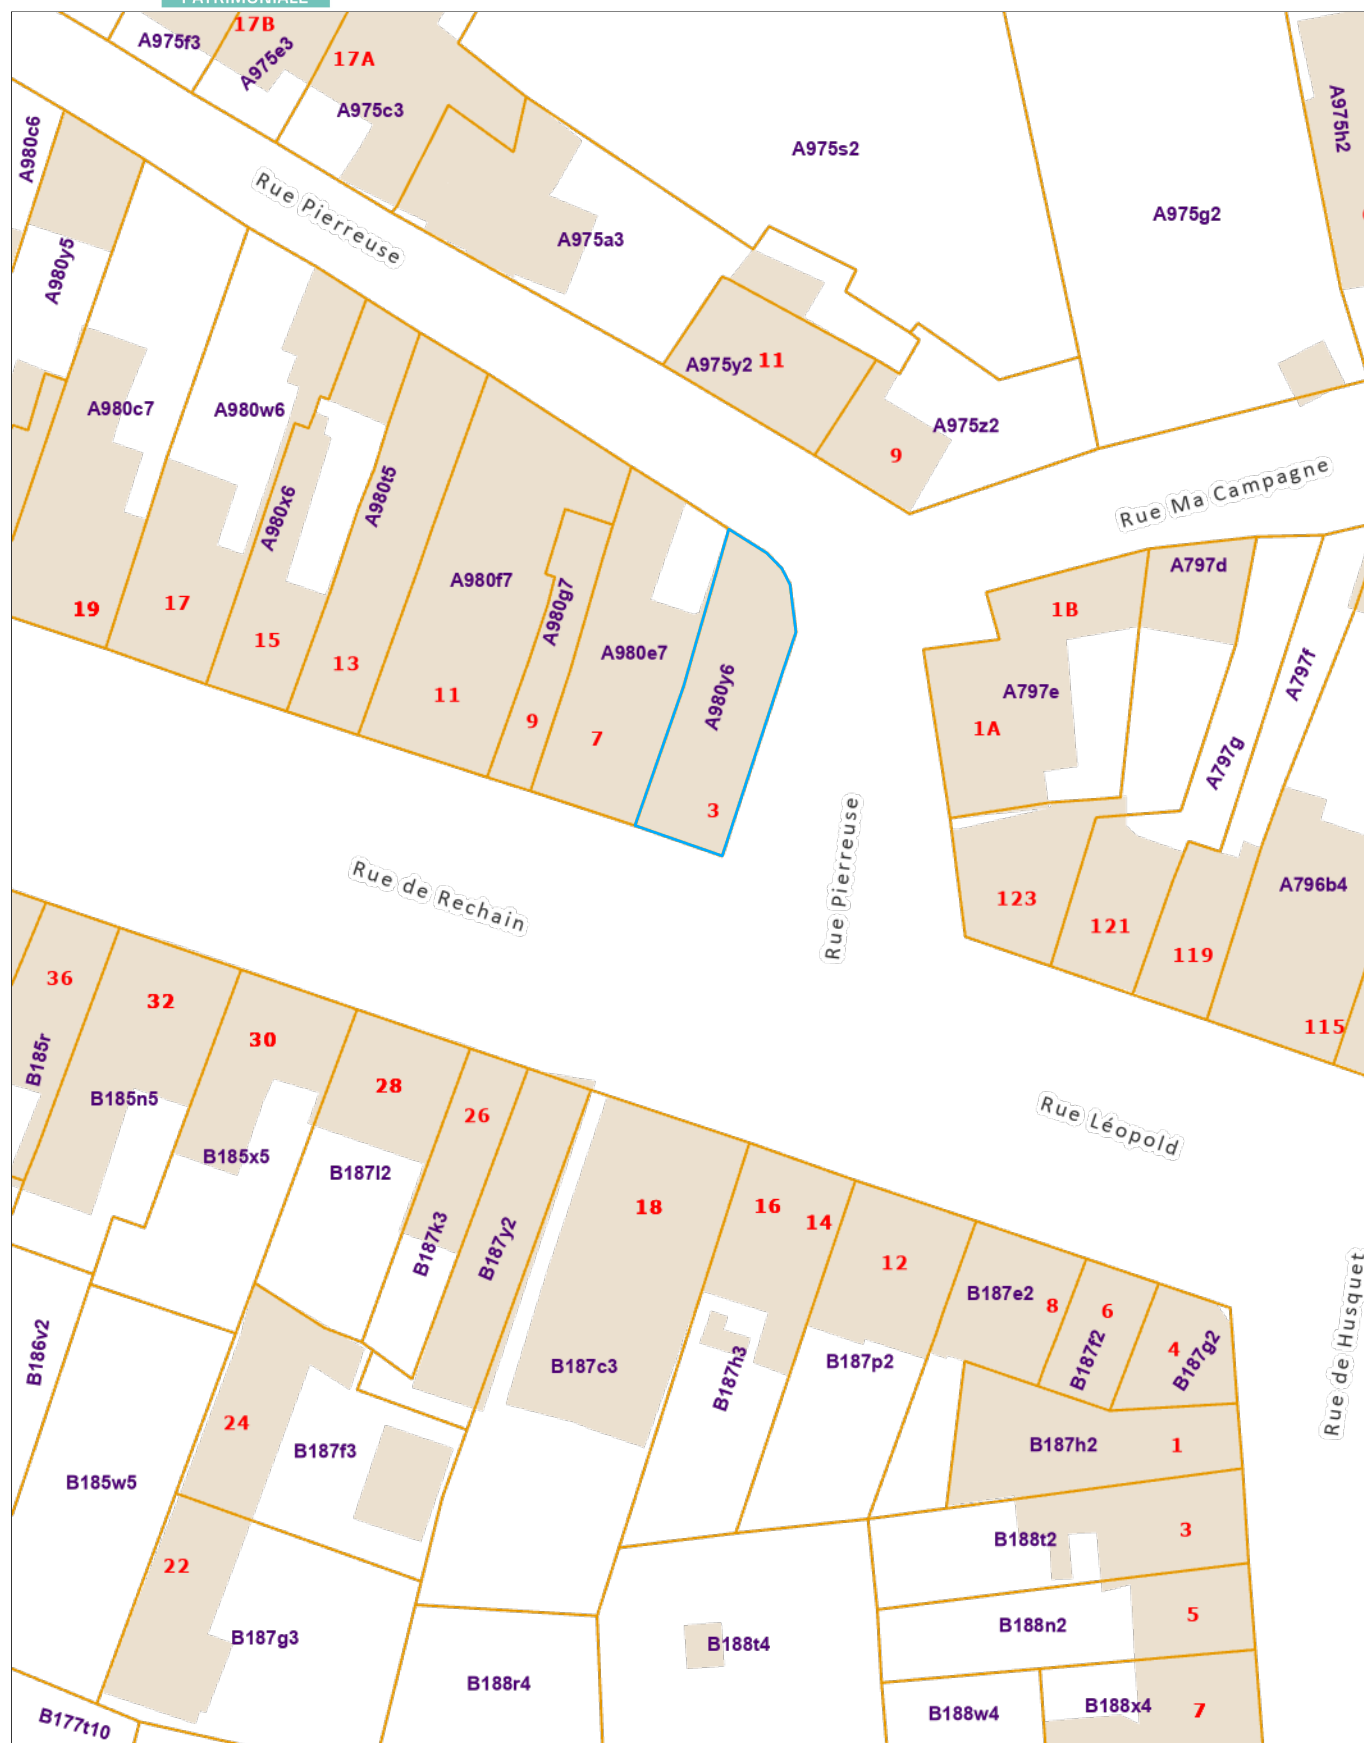 PATRIMONIALE
17B
A975f3
A975e3
17A
A975c3
A980c6
A975h2
A975s2
Rue Pierreuse
A975g2
A975a3
A980y5
A975y2
11
A980c7
A980w6
A975z2
9
Rue Ma Campagne
A980t5
A980x6
A797d
A980f7
19
17
A980g7
1B
15
A980e7
13
A797f
A797e
A980y6
11
9
7
1A
A797g
3
Rue Pierreuse
Rue de Rechain
A796b4
123
121
119
36
32
115
30
B185r
28
B185n5
26
Rue Léopold
B185x5
B187l2
18
16
14
B187k3
B187y2
12
B187e2
8
6
Rue de Husquet
B186v2
4
B187f2
B187g2
B187c3
B187h3
B187p2
24
B187f3
B187h2
1
B185w5
3
B188t2
22
5
B188n2
B187g3
B188t4
B188r4
B188x4
7
B188w4
B177t10